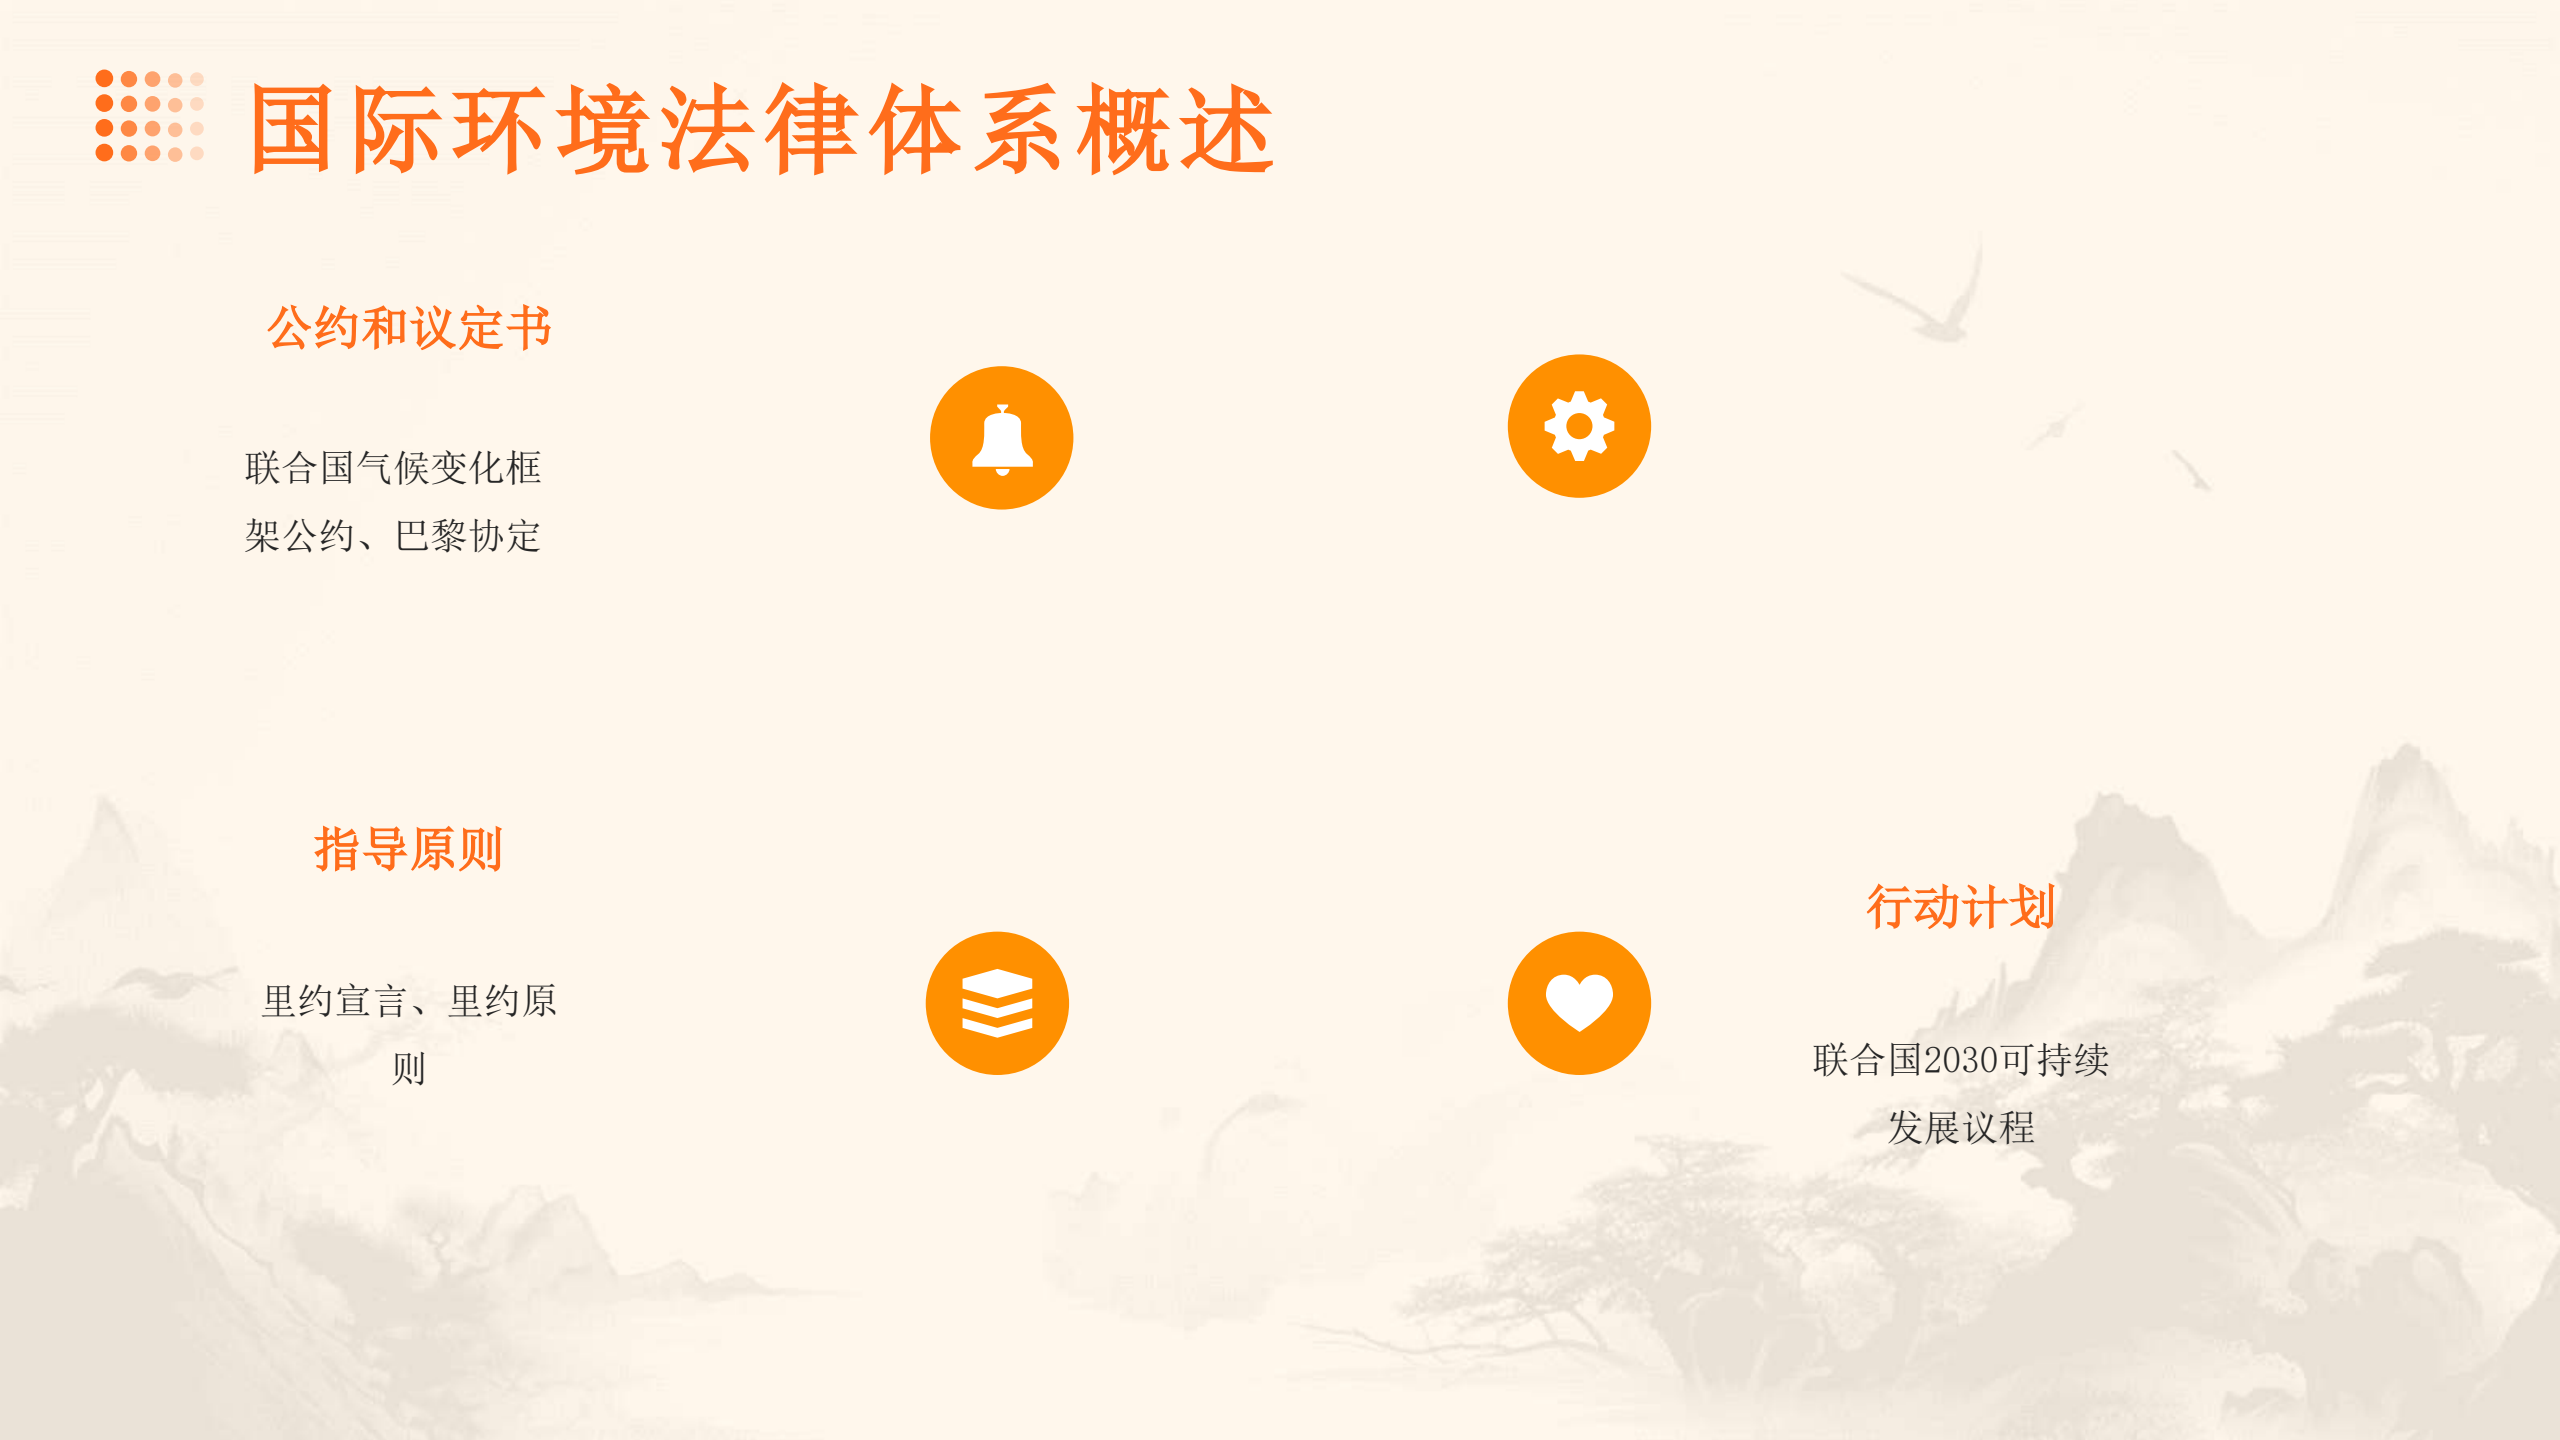 国际环境法律体系概述
公约和议定书
联合国气候变化框
架公约、巴黎协定
指导原则
里约宣言、里约原
则
行动计划
联合国2030可持续
发展议程